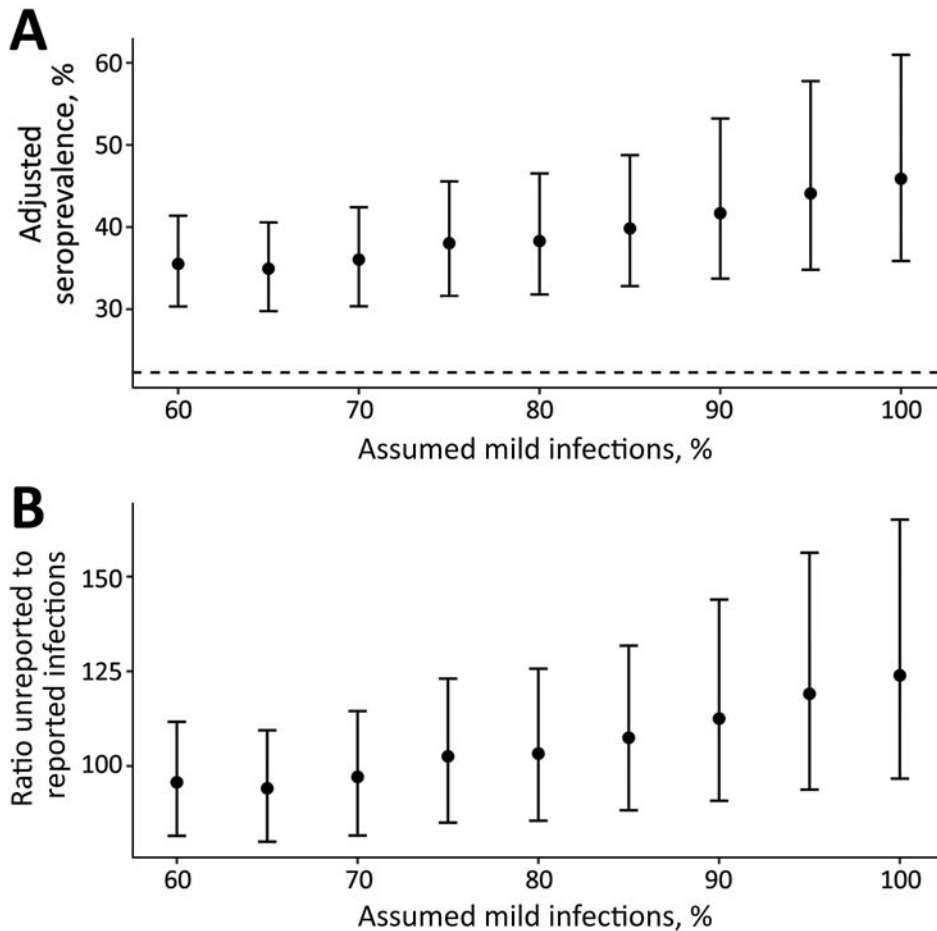 A
Adjusted
seroprevalence, %
60
50
40
30
60 70 80 90 100
Assumed mild infections, %
B
Ratio unreported to
reported infections
150
125
100
60 70 80 90 100
Assumed mild infections, %